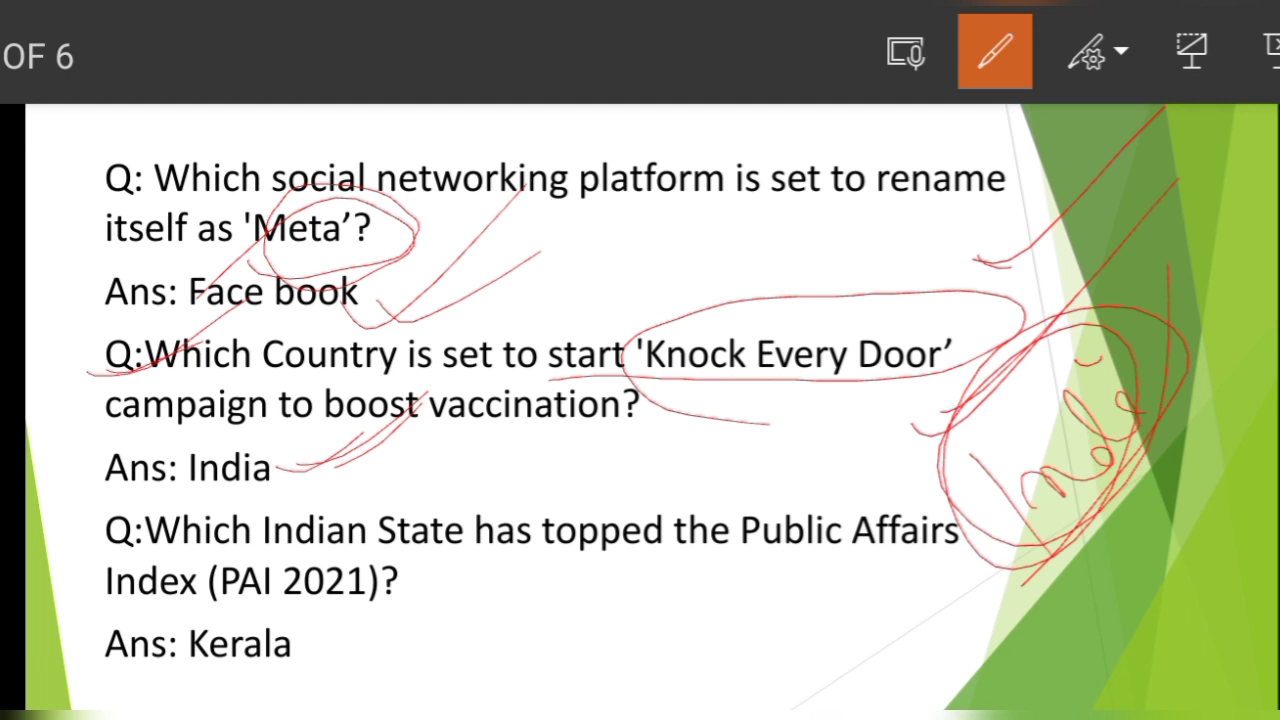 OF 6
Q: Which social networking platform is set to rename
itself as 'Meta’?
Ans: Face book
Q:Which Country is set to start 'Knock Every Door’
campaign to boost vaccination?
Ans: India
Q:Which Indian State has topped the Public Affairs
Index (PAI 2021)?
Ans: Kerala